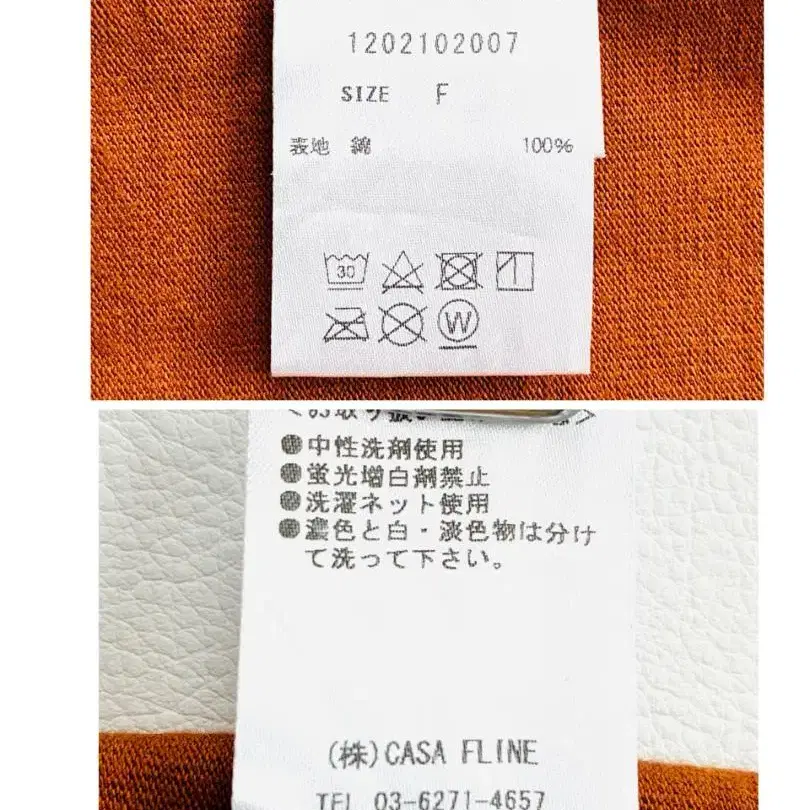 1202102007
SIZE F
表地 綿 100%
30
W
●中性洗剤使用
●蛍光増白剤禁止
●洗濯ネット使用
●濃色と白・淡色物は分け
て洗って下さい。
(株)CASA FLINE
TEL 03-6271-4657